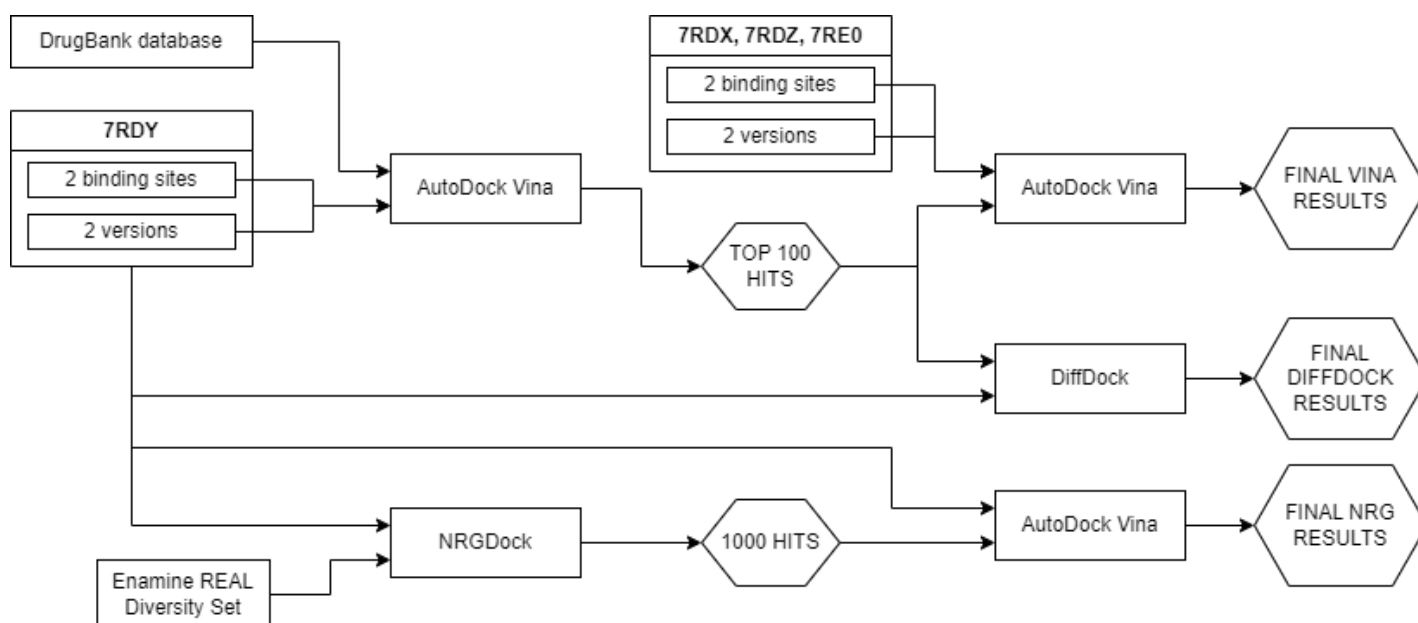 DrugBank database
7RDY
2 binding sites
2 versions
AutoDock Vina
7RDX, 7RDZ, 7RE0
2 binding sites
2 versions
TOP 100
HITS
AutoDock Vina
FINAL VINA
RESULTS
DiffDock
FINAL
DIFFDOCK
RESULTS
Enamine REAL
Diversity Set
NRGDock
1000 HITS
AutoDock Vina
FINAL NRG
RESULTS